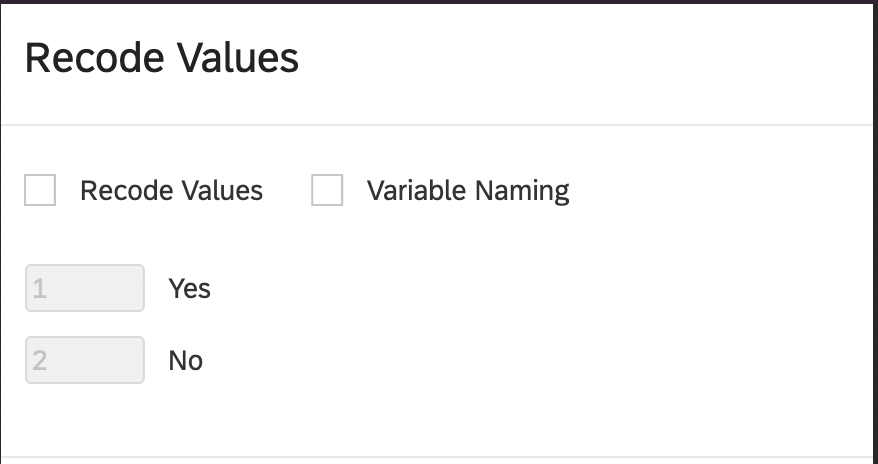 Recode Values
Recode Values Variable Naming
1 Yes
2 No